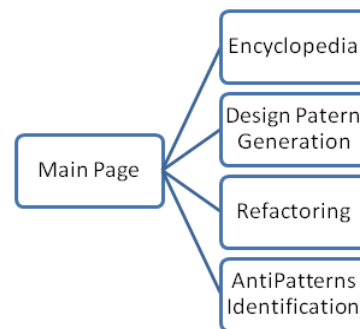 Encyclopedia
Design Patern
Generation
Main Page
Refactoring
AntiPatterns
Identification